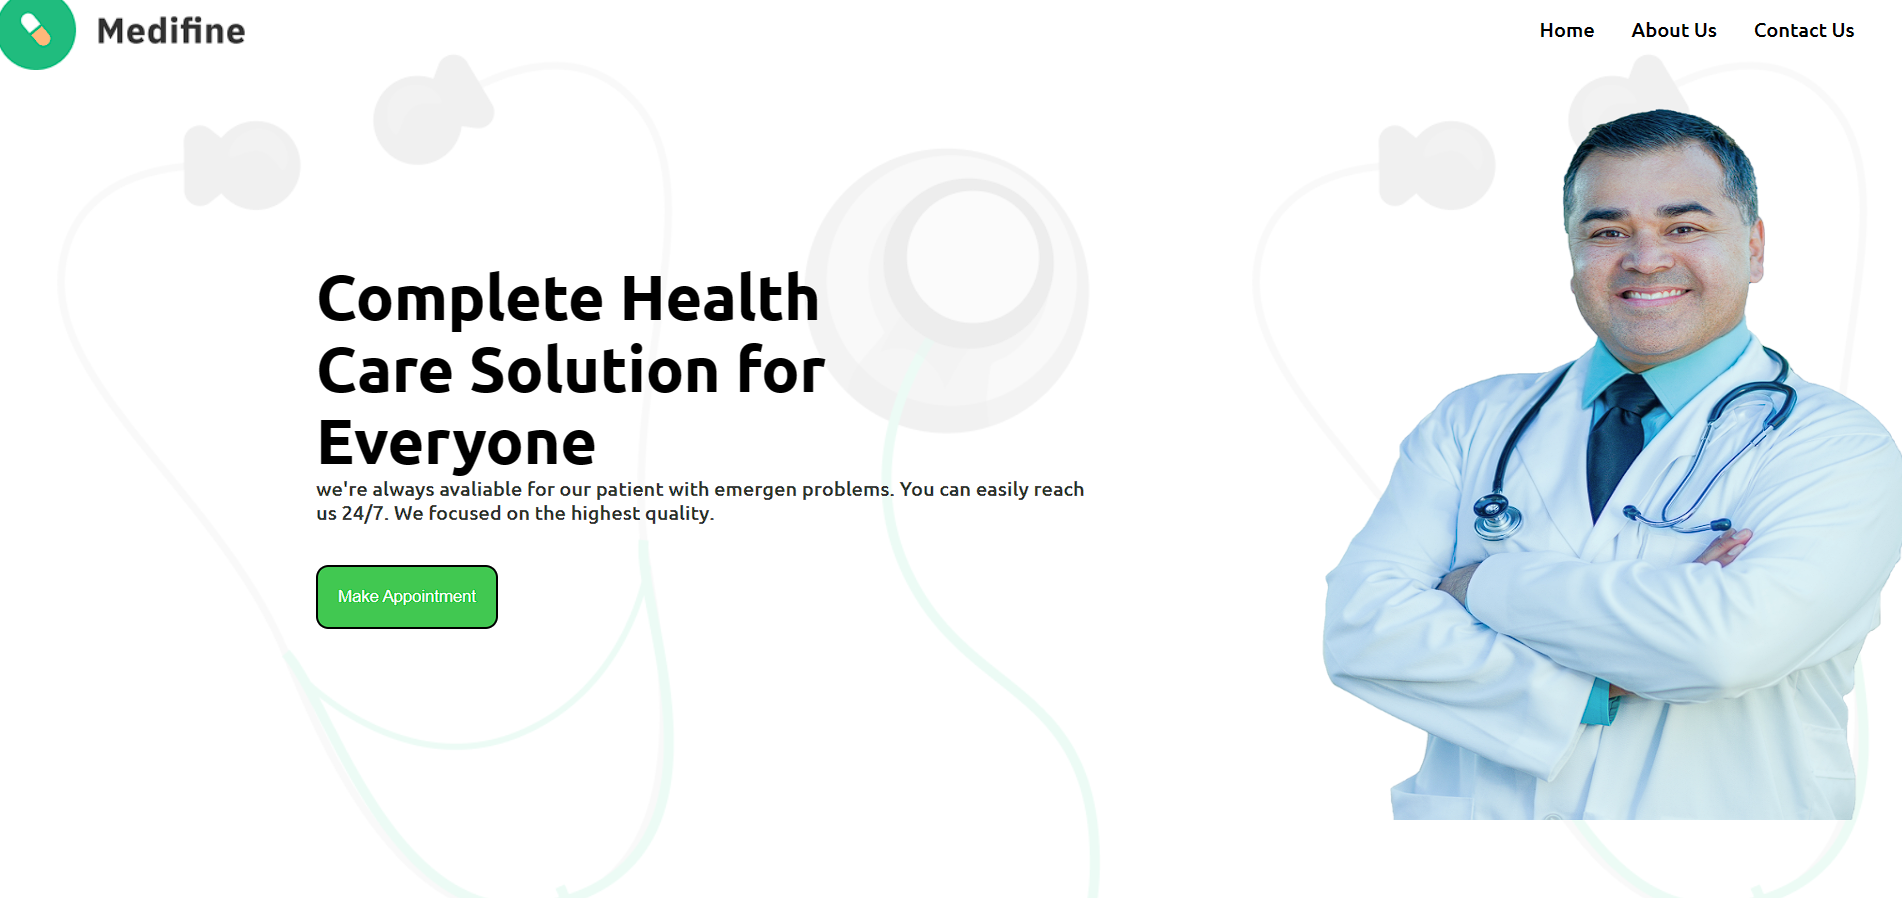 Medifine
Home
About Us
Contact Us
Complete Health
Care Solution for
Everyone
we're always avaliable for our patient with emergen problems. You can easily reach
us 24/7. We focused on the highest quality.
Make Appointment